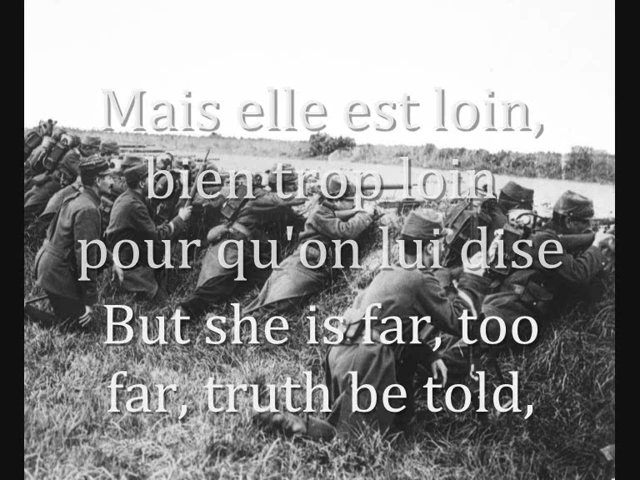 Mais elle est loin,
bien trop loin
pour qu'on lui dise
But she is far, too
far, truth be told,